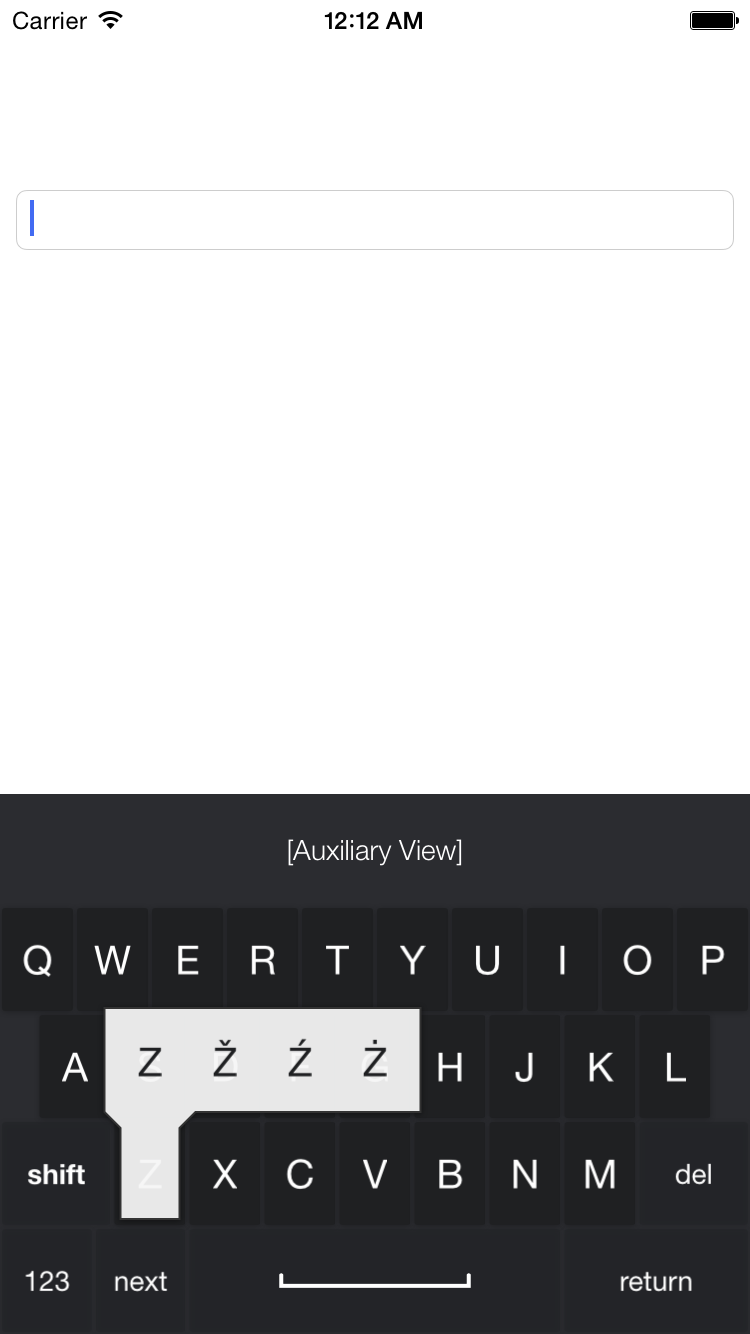 Carrier 12:12 AM
[Auxiliary View]
Q W E R T Y U I O P
A Z Ž Ź Ż H J K L
shift Z X C V B N M del
123 next return